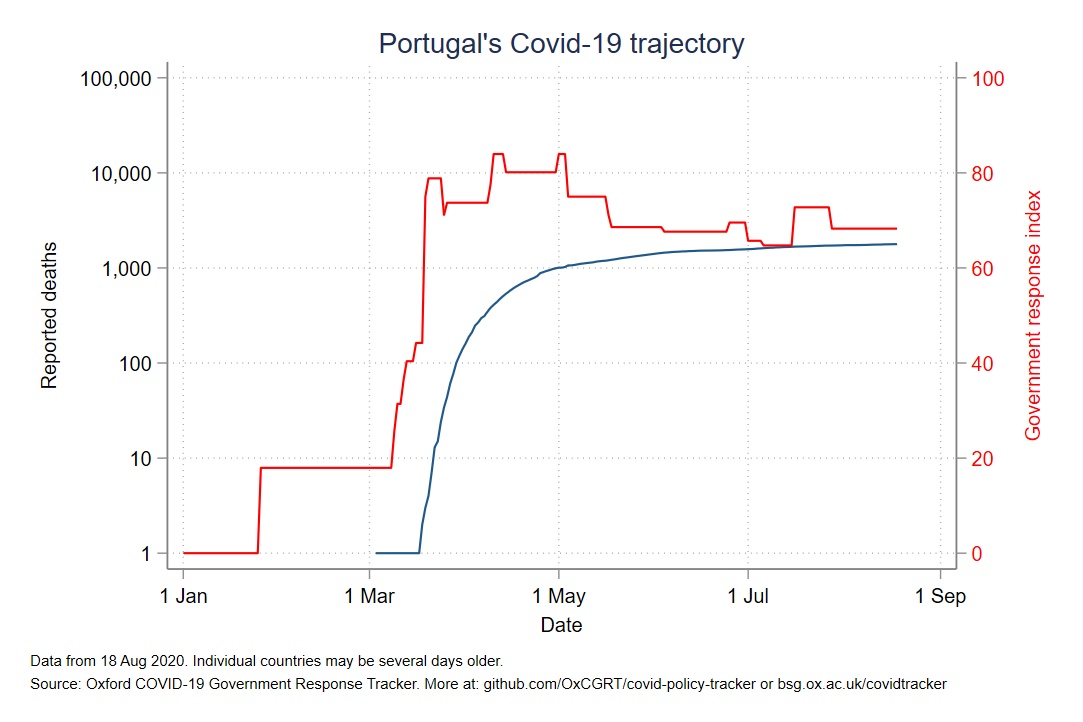 Portugal's Covid-19 trajectory
100,000
10,000
1,000
100
10
1
Reported deaths
100
80
60
40
20
0
Government response index
1 Jan
1 Mar
1 May
1 Jul
1 Sep
Date
Data from 18 Aug 2020. Individual countries may be several days older.
Source: Oxford COVID-19 Government Response Tracker. More at: github.com/OxCGRT/covid-policy-tracker or bsg.ox.ac.uk/covidtracker